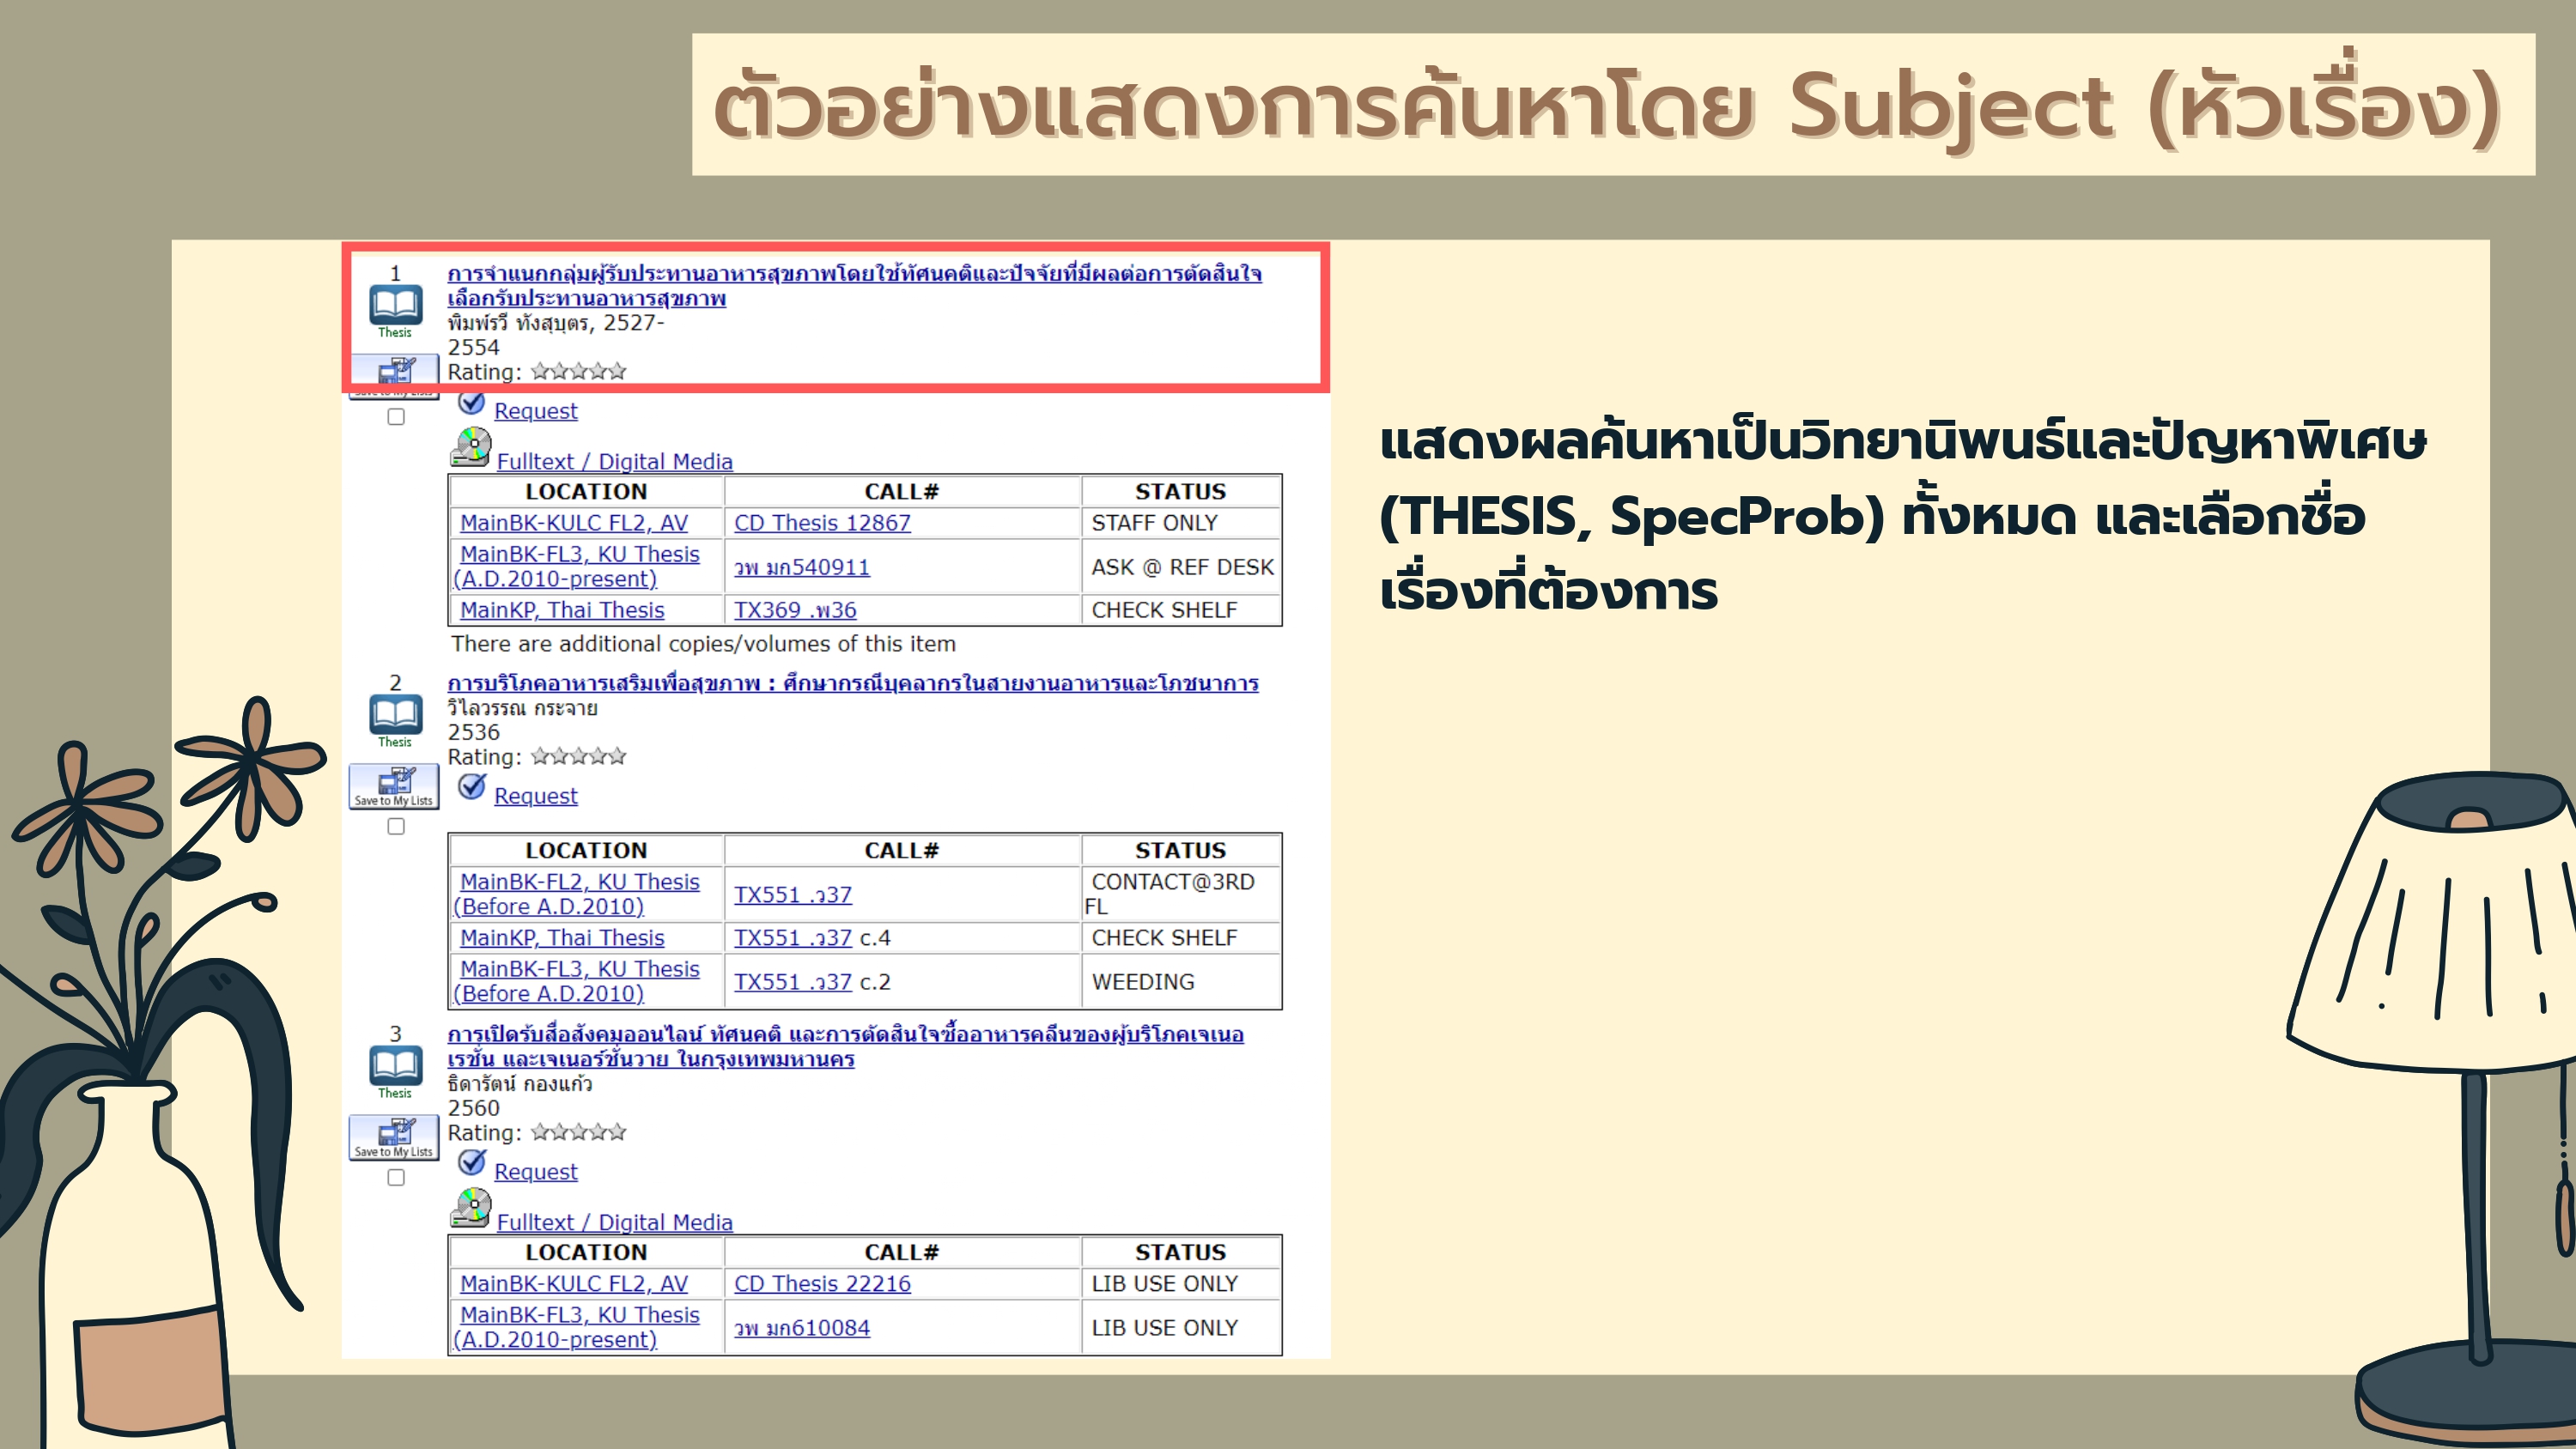 ตัวอย่างแสดงการค้นหาโดย Subject (หัวเรื่อง)
1
Thesis
การจำแนกกลุ่มผู้รับประทานอาหารสุขภาพโดยใช้ทัศนคติและปัจจัยที่มีผลต่อการตัดสินใจ
เลือกรับประทานอาหารสุขภาพ
พิมพ์รวี ทังสุบุตร, 2527-
2554
Rating:
Request
Fulltext / Digital Media
LOCATION CALL# STATUS
MainBK-KULC FL2, AV CD Thesis 12867 STAFF ONLY
MainBK-FL3, KU Thesis
(A.D.2010-present) วพ มก540911 ASK @ REF DESK
MainKP, Thai Thesis TX369 .พ36 CHECK SHELF
There are additional copies/volumes of this item
2
Thesis
Save to My Lists
การบริโภคอาหารเสริมเพื่อสุขภาพ : ศึกษากรณีบุคลากรในสายงานอาหารและโภชนาการ
วิไลวรรณ กระจาย
2536
Rating:
Request
LOCATION CALL# STATUS
MainBK-FL2, KU Thesis
(Before A.D.2010) TX551 .ว37 CONTACT@3RD
FL
MainKP, Thai Thesis TX551 .ว37 c.4 CHECK SHELF
MainBK-FL3, KU Thesis
(Before A.D.2010) TX551 .ว37 c.2 WEEDING
3
Thesis
Save to My Lists
การเปิดรับสื่อสังคมออนไลน์ ทัศนคติ และการตัดสินใจซื้ออาหารคลีนของผู้บริโภคเจเนอ
เรชั่น และเจเนอร์ชั่นวาย ในกรุงเทพมหานคร
ธิดารัตน์ กองแก้ว
2560
Rating:
Request
Fulltext / Digital Media
LOCATION CALL# STATUS
MainBK-KULC FL2, AV CD Thesis 22216 LIB USE ONLY
MainBK-FL3, KU Thesis
(A.D.2010-present) วพ มก610084 LIB USE ONLY
แสดงผลค้นหาเป็นวิทยานิพนธ์และปัญหาพิเศษ
(THESIS, SpecProb) ทั้งหมด และเลือกชื่อ
เรื่องที่ต้องการ